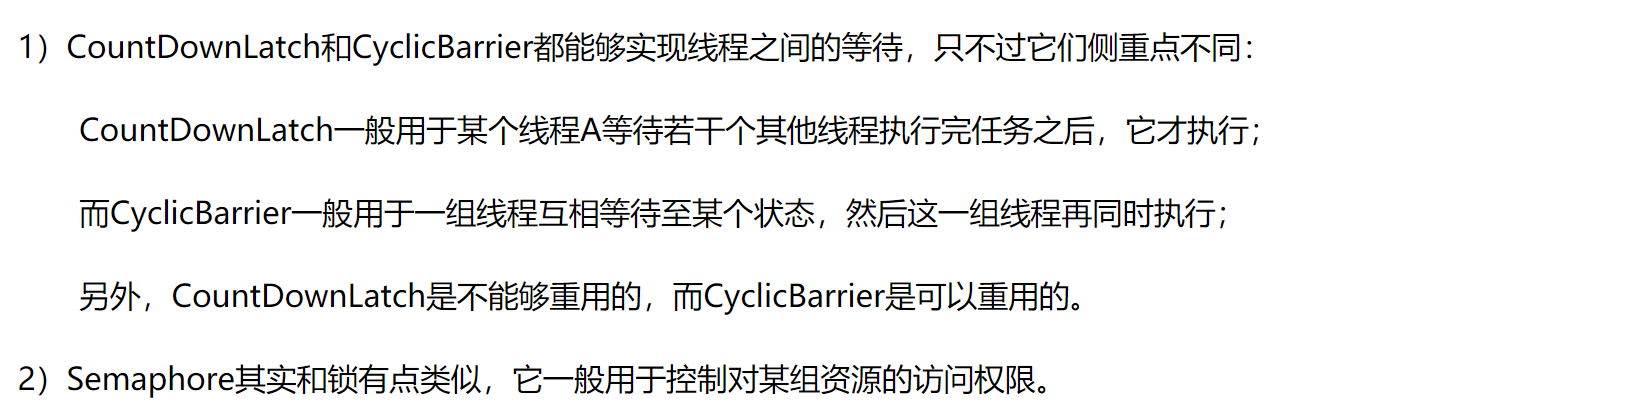 1）CountDownLatch和CyclicBarrier都能够实现线程之间的等待，只不过它们侧重点不同：
CountDownLatch一般用于某个线程A等待若干个其他线程执行完任务之后，它才执行；
而CyclicBarrier一般用于一组线程互相等待至某个状态，然后这一组线程再同时执行；
另外，CountDownLatch是不能够重用的，而CyclicBarrier是可以重用的。
2）Semaphore其实和锁有点类似，它一般用于控制对某组资源的访问权限。